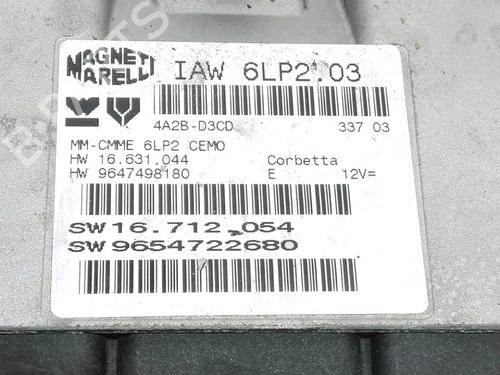 MAGNETI
MARELLI
IAW 6LP2.03
4A2B-D3CD
337 03
MM-CMME 6LP2 CEMO
HW 16.631.044
Corbetta
HW 9647498180
E
12V=
SW16.712.054
SW9654722680